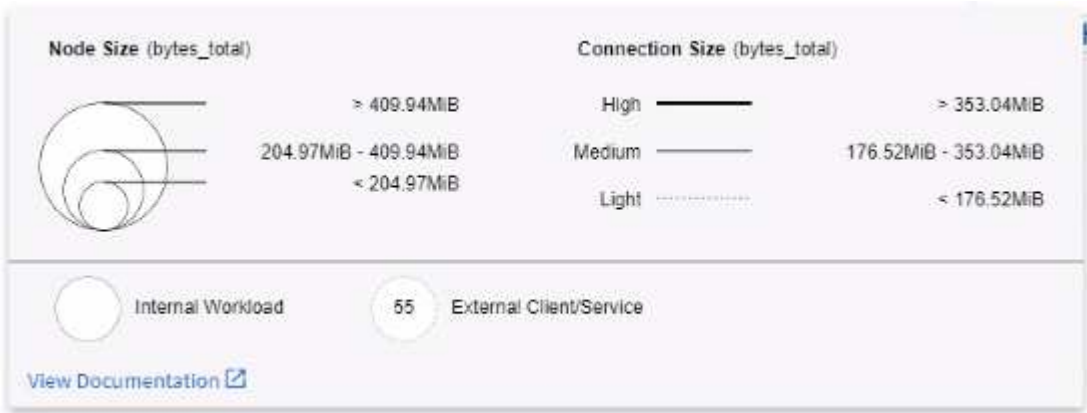 Node Size (bytes_total)
Connection Size (bytes_total)
> 409.94MiB
High
> 353.04MiB
204.97MiB - 409.94MiB
Medium
176.52MiB - 353.04MiB
< 204.97MiB
Light
< 176.52MiB
Internal Workload
55
External Client/Service
View Documentation